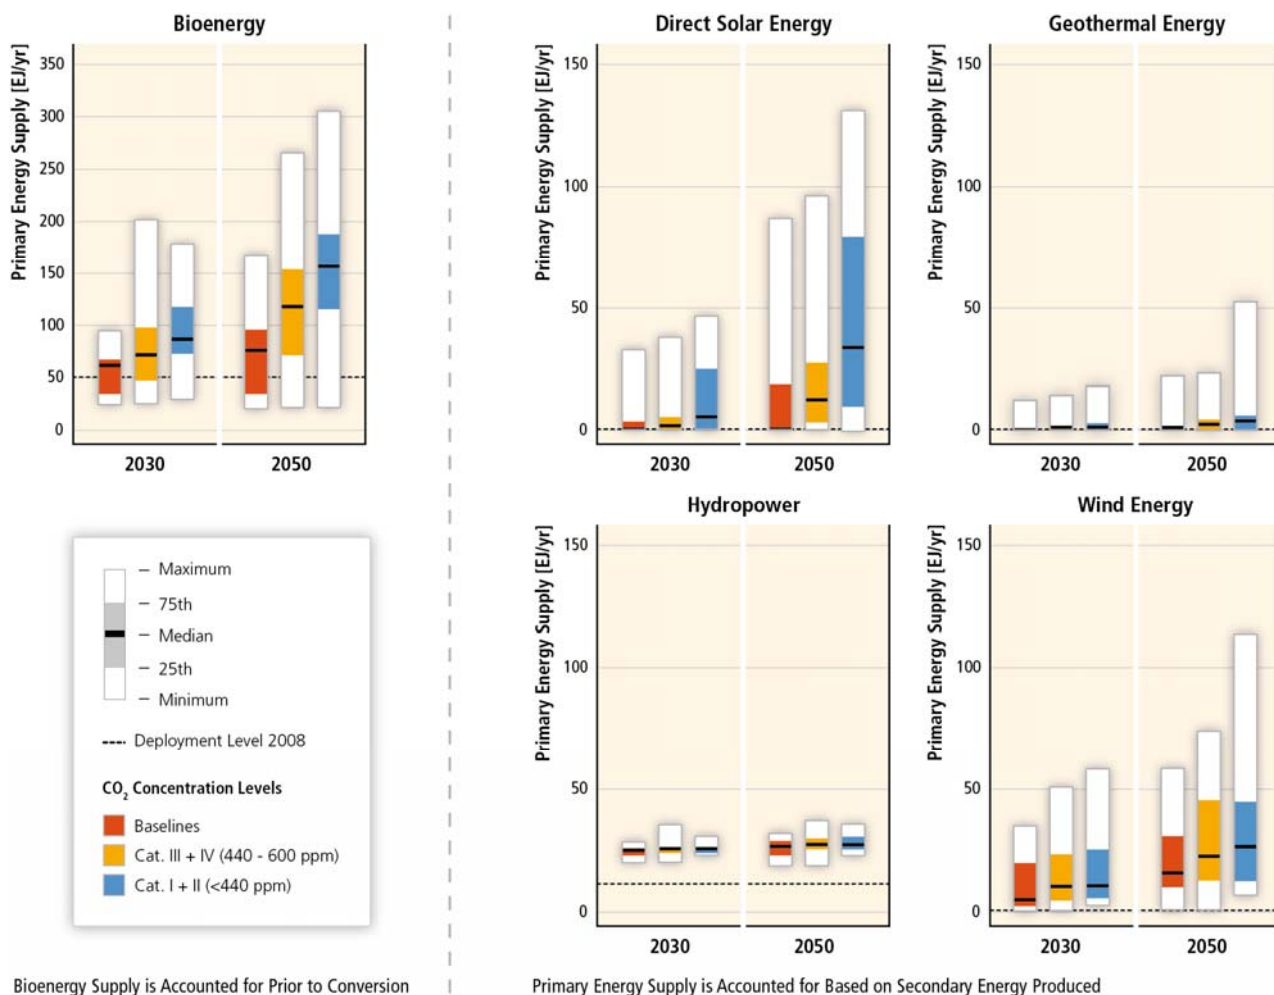 Bioenergy
Primary Energy Supply [EJ/yr]
350
300
250
200
150
100
50
0
2030
2050
Direct Solar Energy
Primary Energy Supply [EJ/yr]
150
100
50
0
2030
2050
Geothermal Energy
Primary Energy Supply [EJ/yr]
150
100
50
0
2030
2050
Maximum
75th
Median
25th
Minimum
Deployment Level 2008
CO₂ Concentration Levels
Baselines
Cat. III + IV (440 - 600 ppm)
Cat. I + II (<440 ppm)
Hydropower
Primary Energy Supply [EJ/yr]
150
100
50
0
2030
2050
Wind Energy
Primary Energy Supply [EJ/yr]
150
100
50
0
2030
2050
Bioenergy Supply is Accounted for Prior to Conversion
Primary Energy Supply is Accounted for Based on Secondary Energy Produced